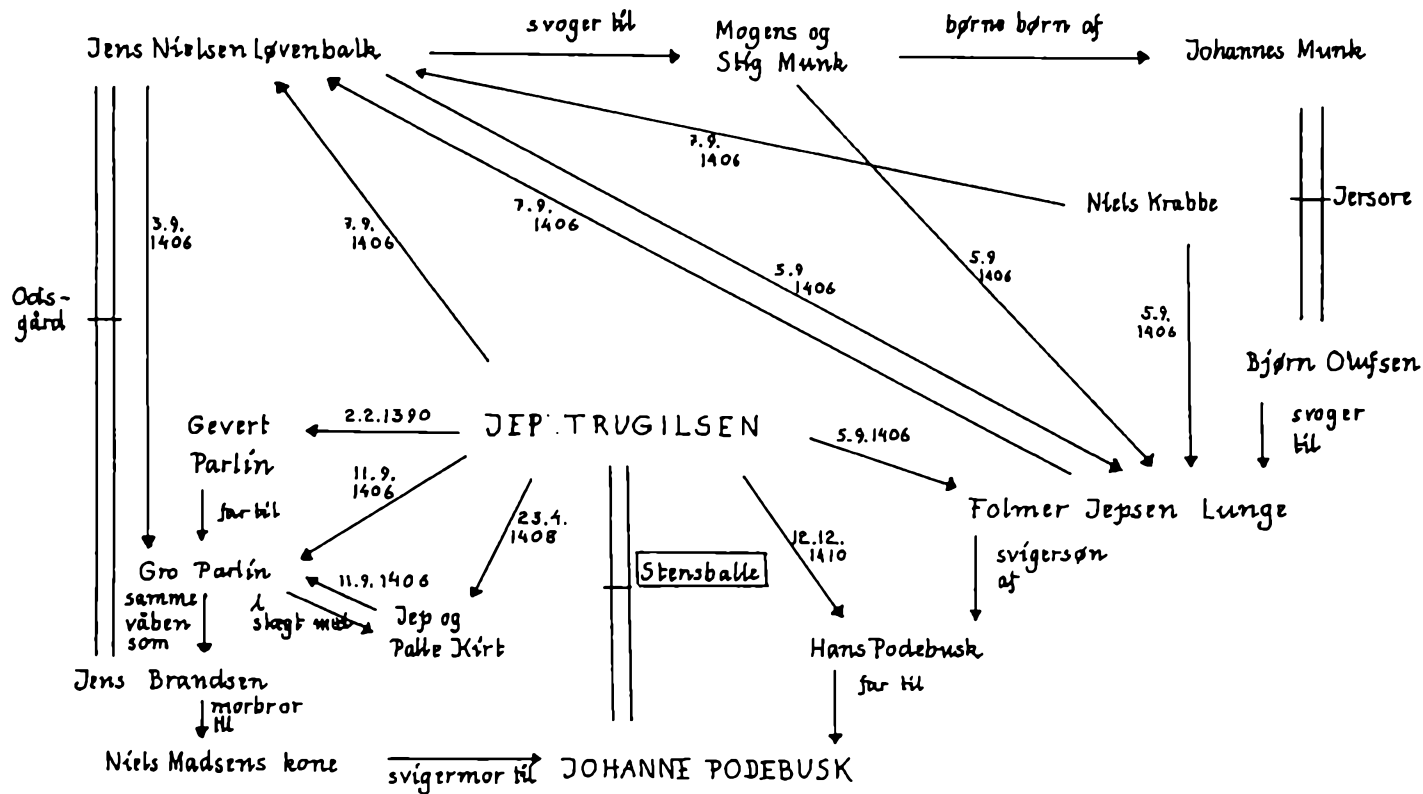 svoger til
Mogens og
Stig Munk
børne børn af
Jens Nielsen Løvenbalk
Johannes Munk
7.9.
1406
Niels Krabbe
Jersore
3.9.
1406
7.9.
1406
7.9.
1406
5.9
1406
5.9
1406
5.9.
1406
Ods-
gård
Bjørn Olufsen
svoger
til
Gevert
Parlin
2.2.1390
JEP. TRUGILSEN
5.9.1406
far til
11.9.
1406
23.4.
1408
12.12.
1410
Folmer Jepsen Lunge
svigersøn
af
Gro Parlin
11.9.1406
Stensballe
samme
våben
som
i
slægt med
Jep og
Palle Kirt
Hans Podebusk
far til
Jens Brandsen
morbror
til
Niels Madsens kone
svigermor til
JOHANNE PODEBUSK